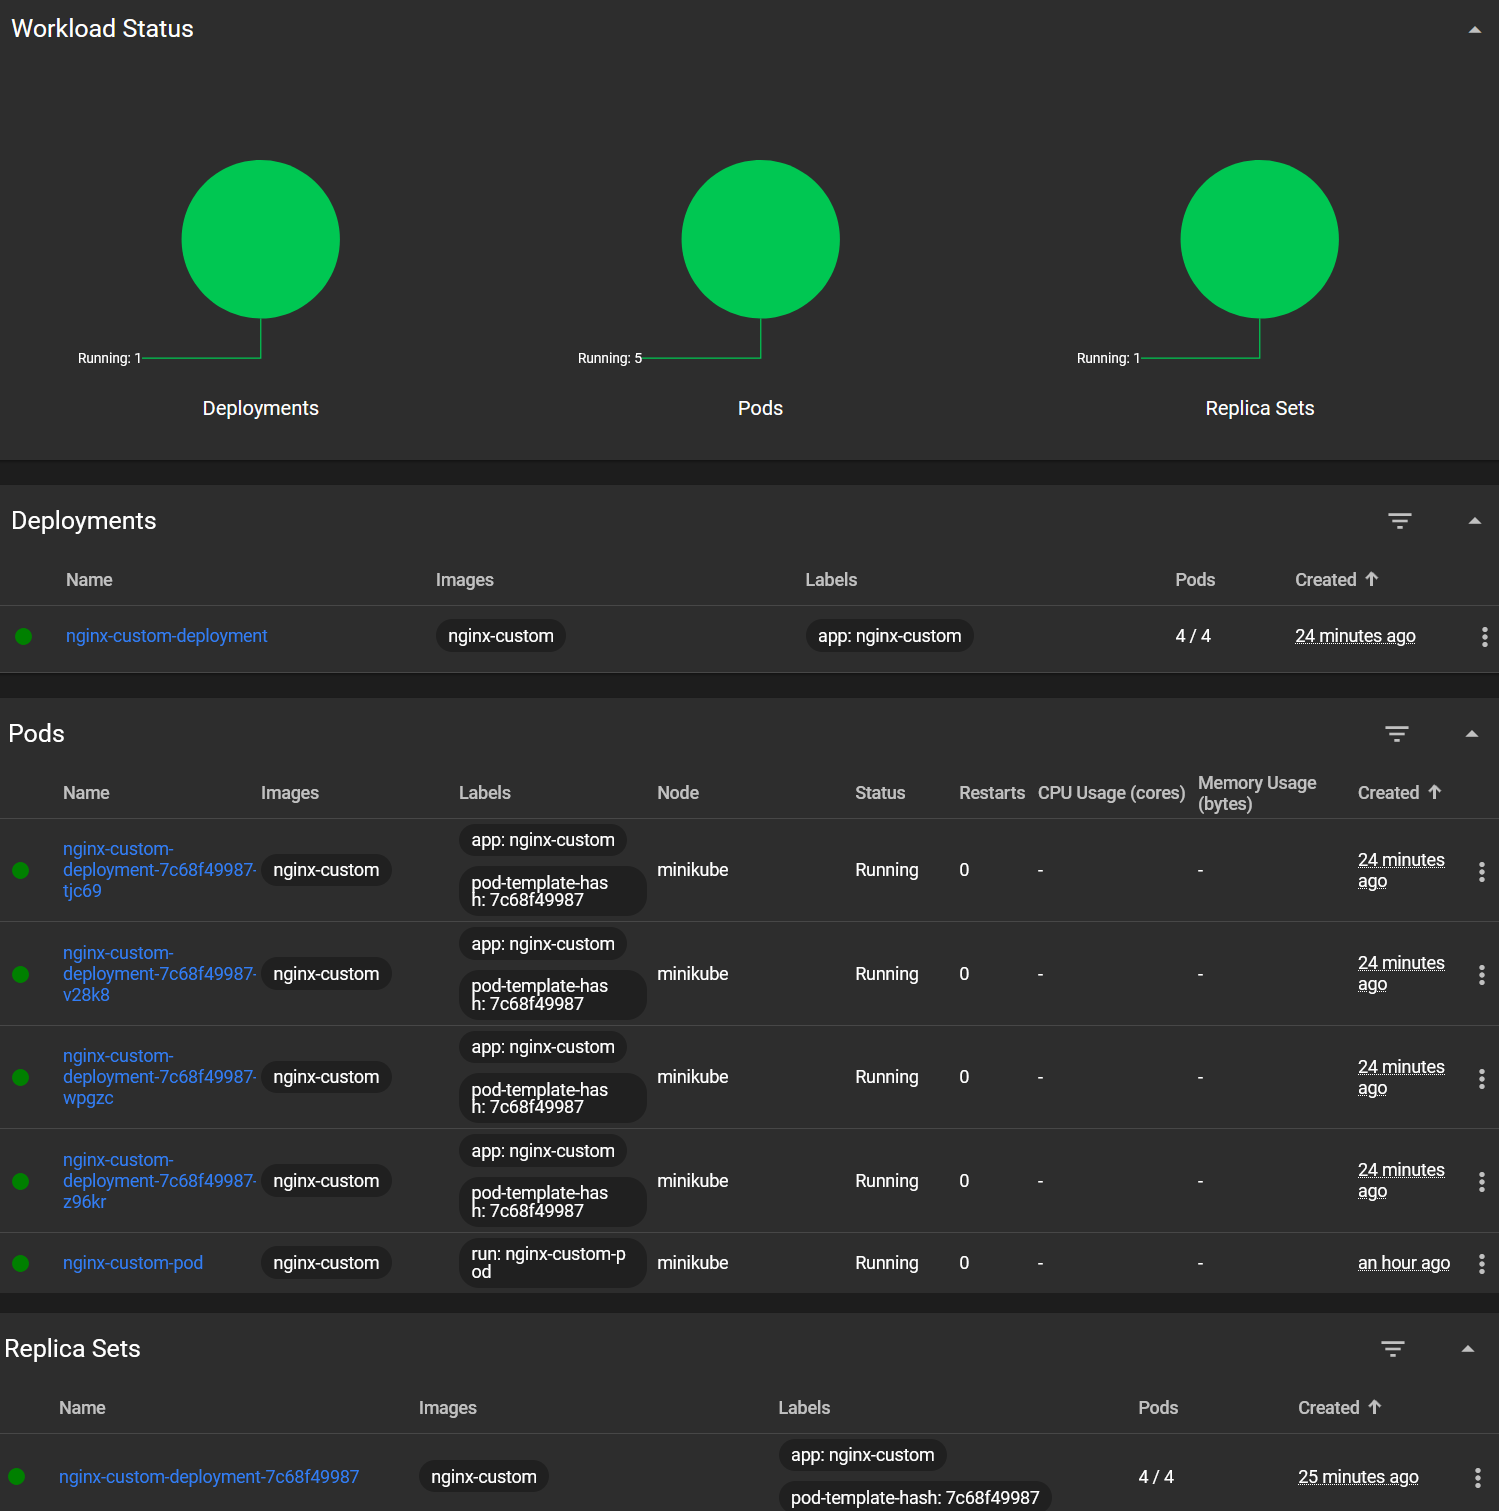 Workload Status
Running: 1
Running: 5
Running: 1
Deployments
Pods
Replica Sets
Deployments
Name Images Labels Pods Created
nginx-custom-deployment nginx-custom app: nginx-custom 4 / 4 24 minutes ago
Pods
Name Images Labels Node Status Restarts CPU Usage (cores) Memory Usage
(bytes) Created
nginx-custom-
deployment-7c68f49987-
tjc69
nginx-custom
app: nginx-custom
pod-template-has
h: 7c68f49987
minikube Running 0 - -
24 minutes
ago
nginx-custom-
deployment-7c68f49987-
v28k8
nginx-custom
app: nginx-custom
pod-template-has
h: 7c68f49987
minikube Running 0 - -
24 minutes
ago
nginx-custom-
deployment-7c68f49987-
wpgzc
nginx-custom
app: nginx-custom
pod-template-has
h: 7c68f49987
minikube Running 0 - -
24 minutes
ago
nginx-custom-
deployment-7c68f49987-
z96kr
nginx-custom
app: nginx-custom
pod-template-has
h: 7c68f49987
minikube Running 0 - -
24 minutes
ago
nginx-custom-pod
nginx-custom
run: nginx-custom-p
od
minikube Running 0 - -
an hour ago
Replica Sets
Name Images Labels Pods Created
nginx-custom-deployment-7c68f49987
nginx-custom
app: nginx-custom
pod-template-hash: 7c68f49987
4 / 4
25 minutes ago